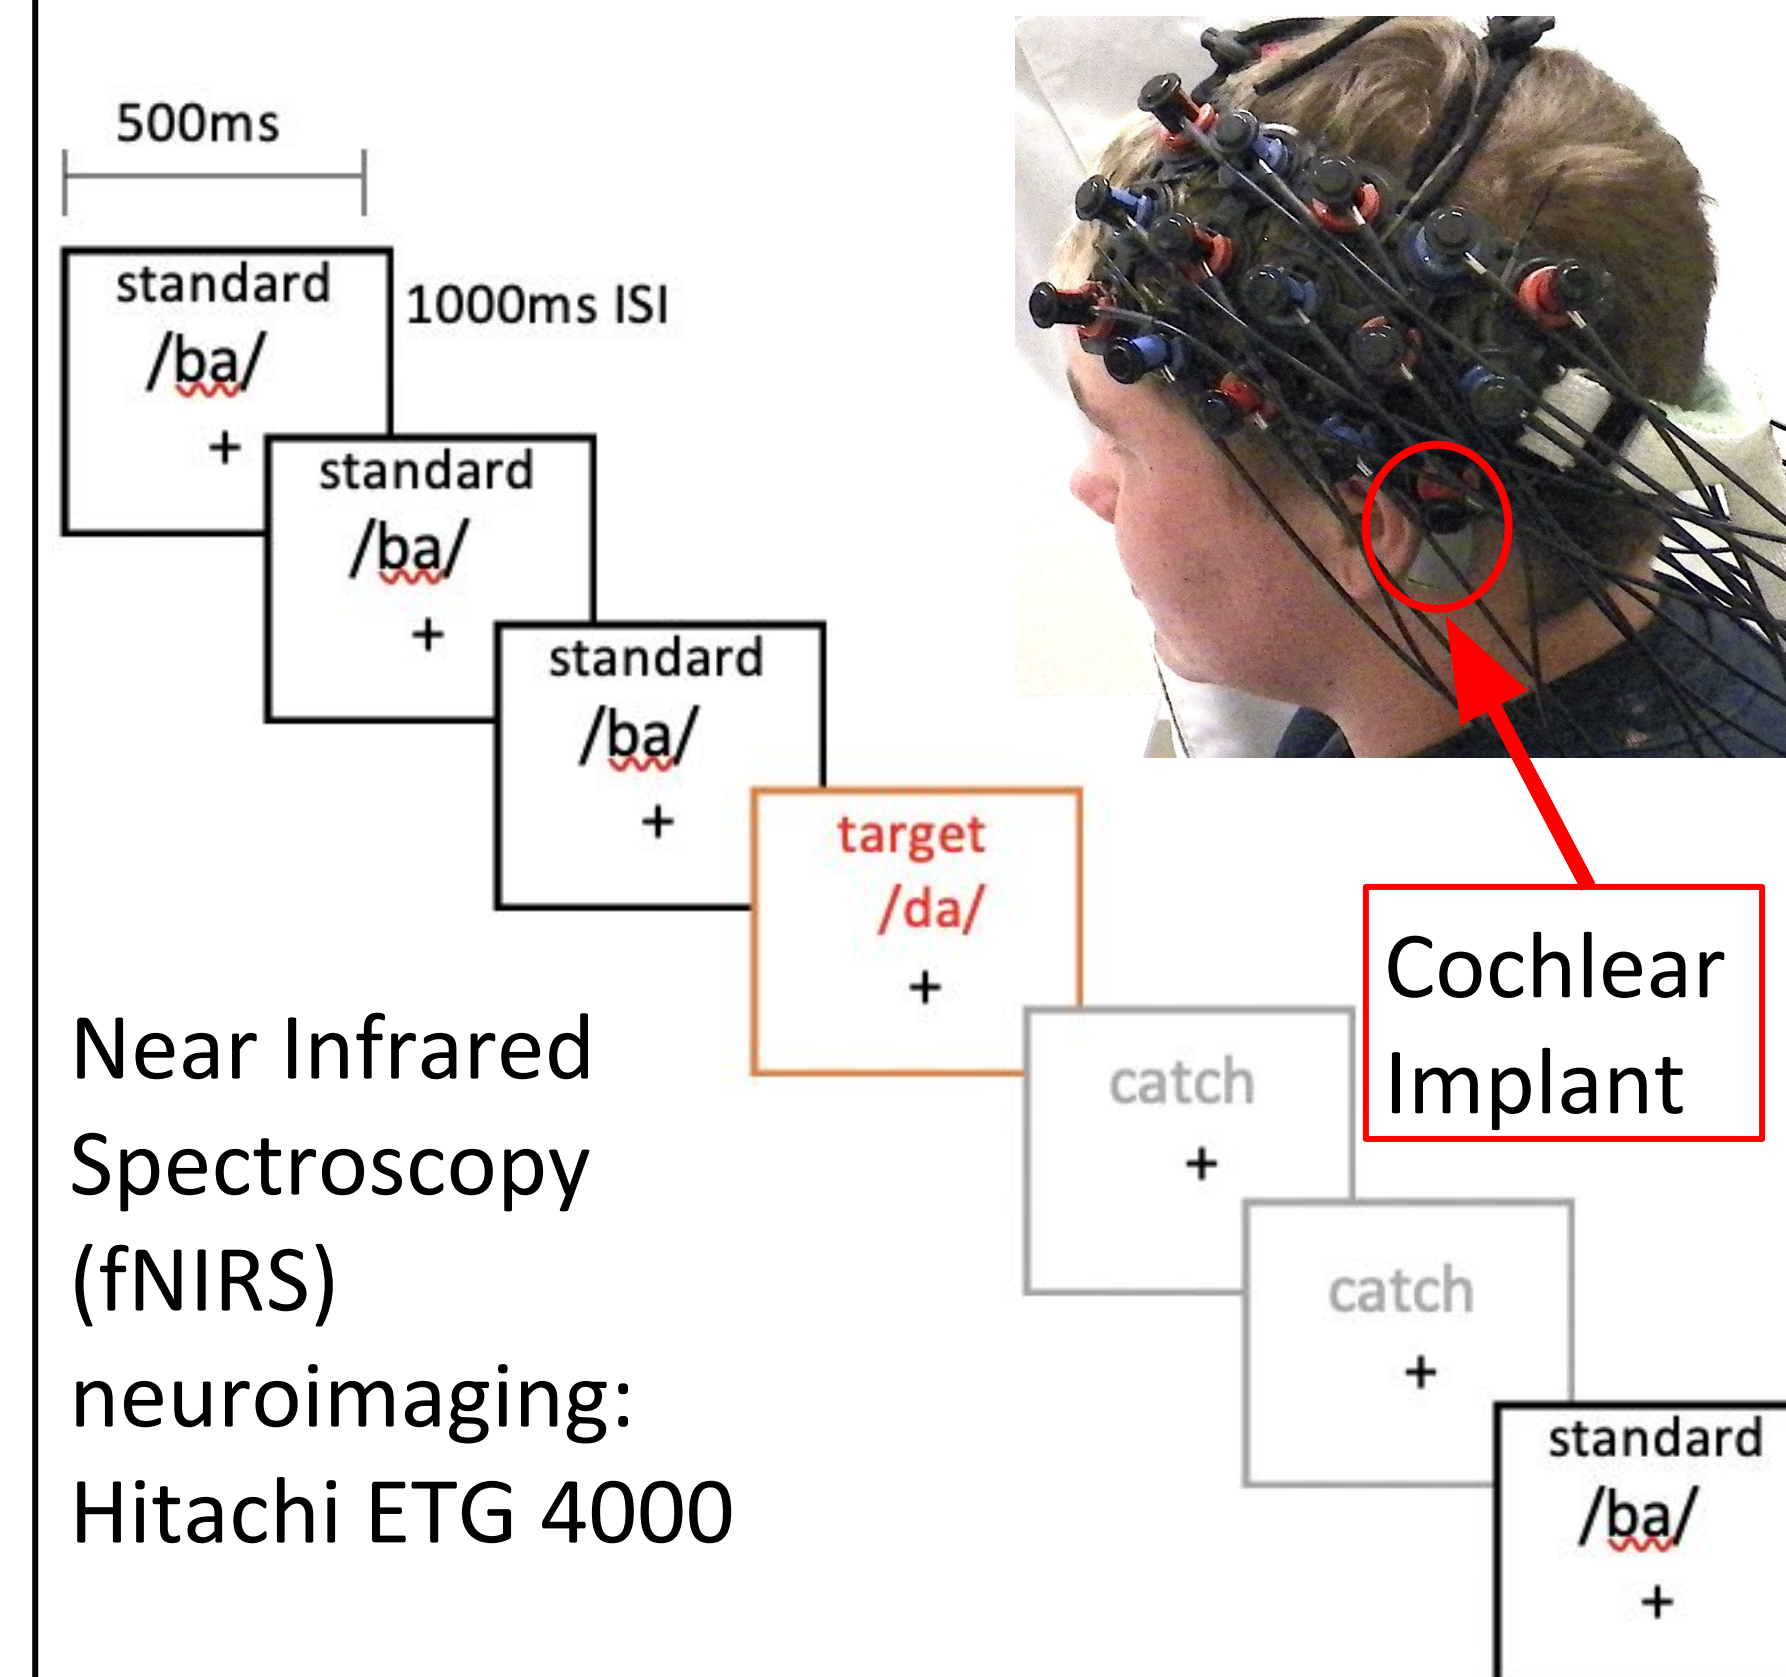 500ms
standard
/ba/
+
1000ms ISI
standard
/ba/
+
standard
/ba/
+
target
/da/
+
catch
+
catch
+
standard
/ba/
+
Cochlear
Implant
Near Infrared
Spectroscopy
(fNIRS)
neuroimaging:
Hitachi ETG 4000